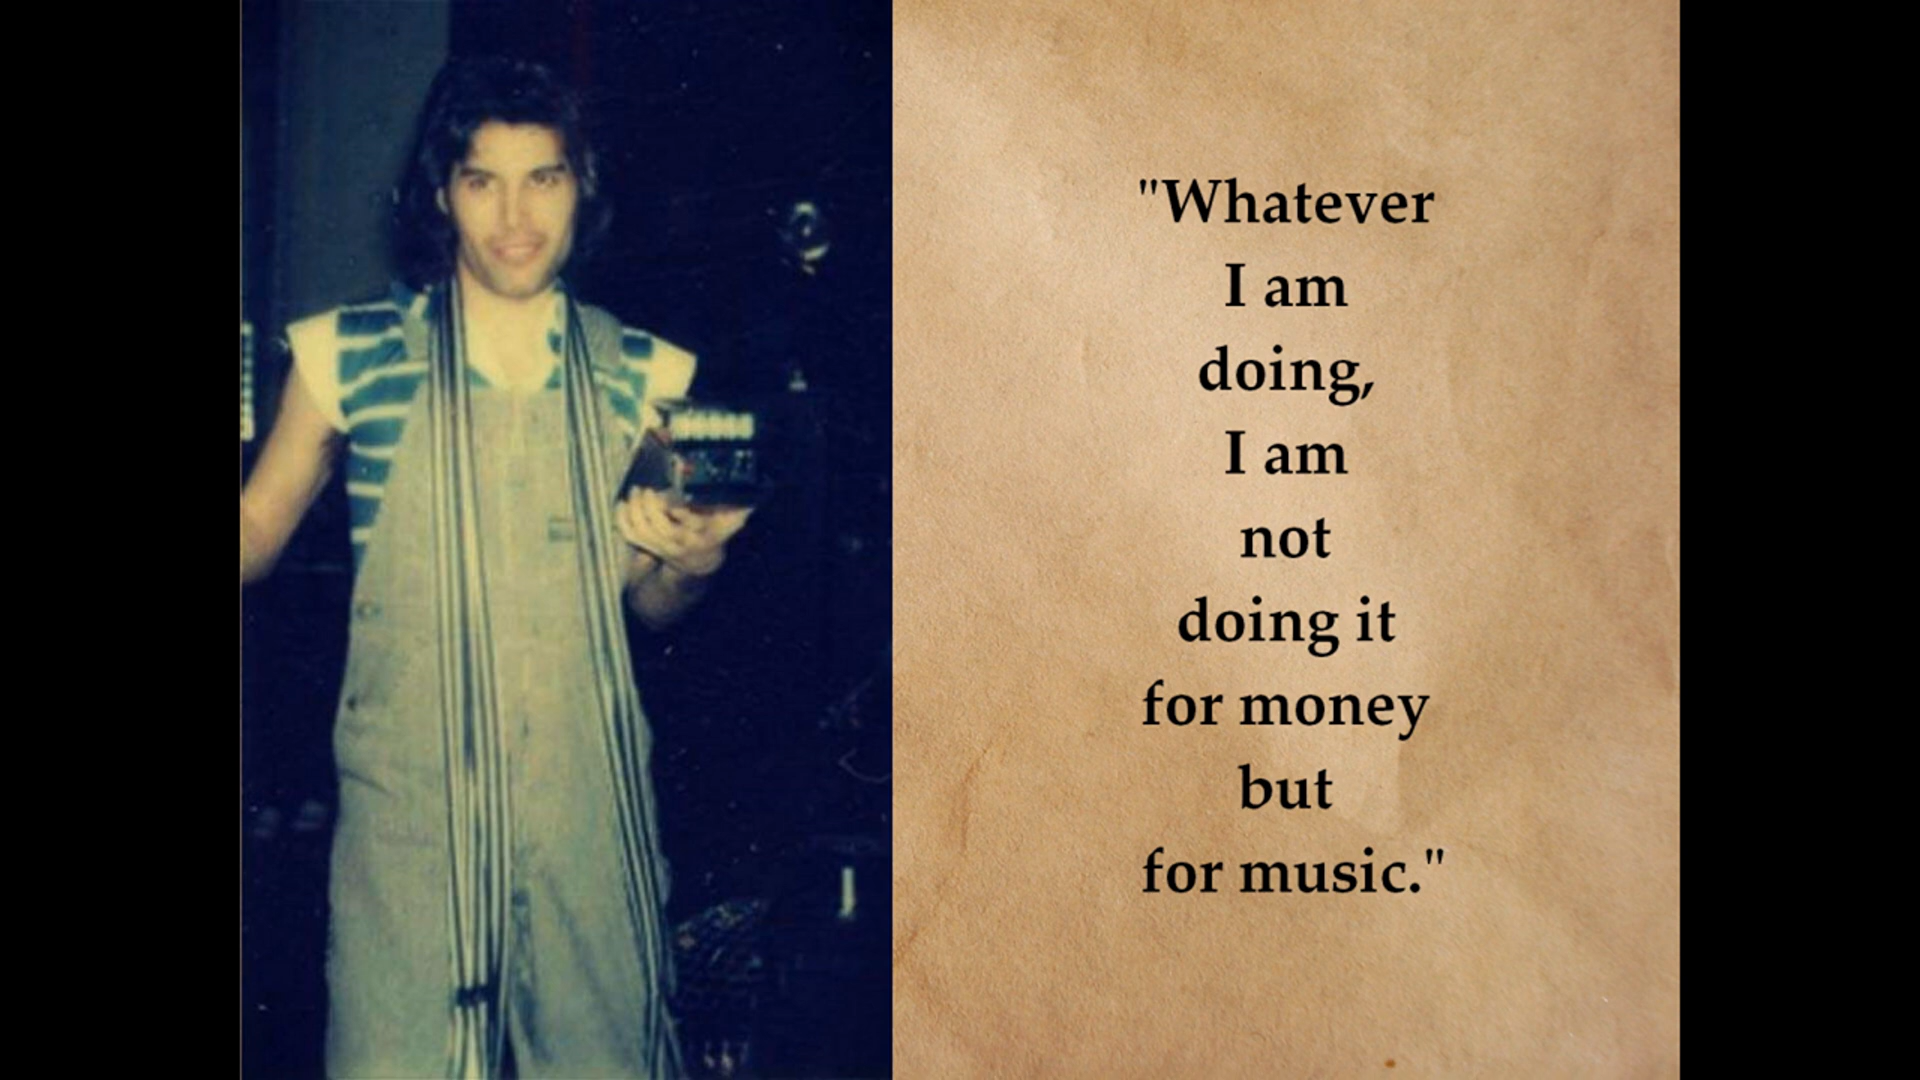 "Whatever
I am
doing,
I am
not
doing it
for money
but
for music."